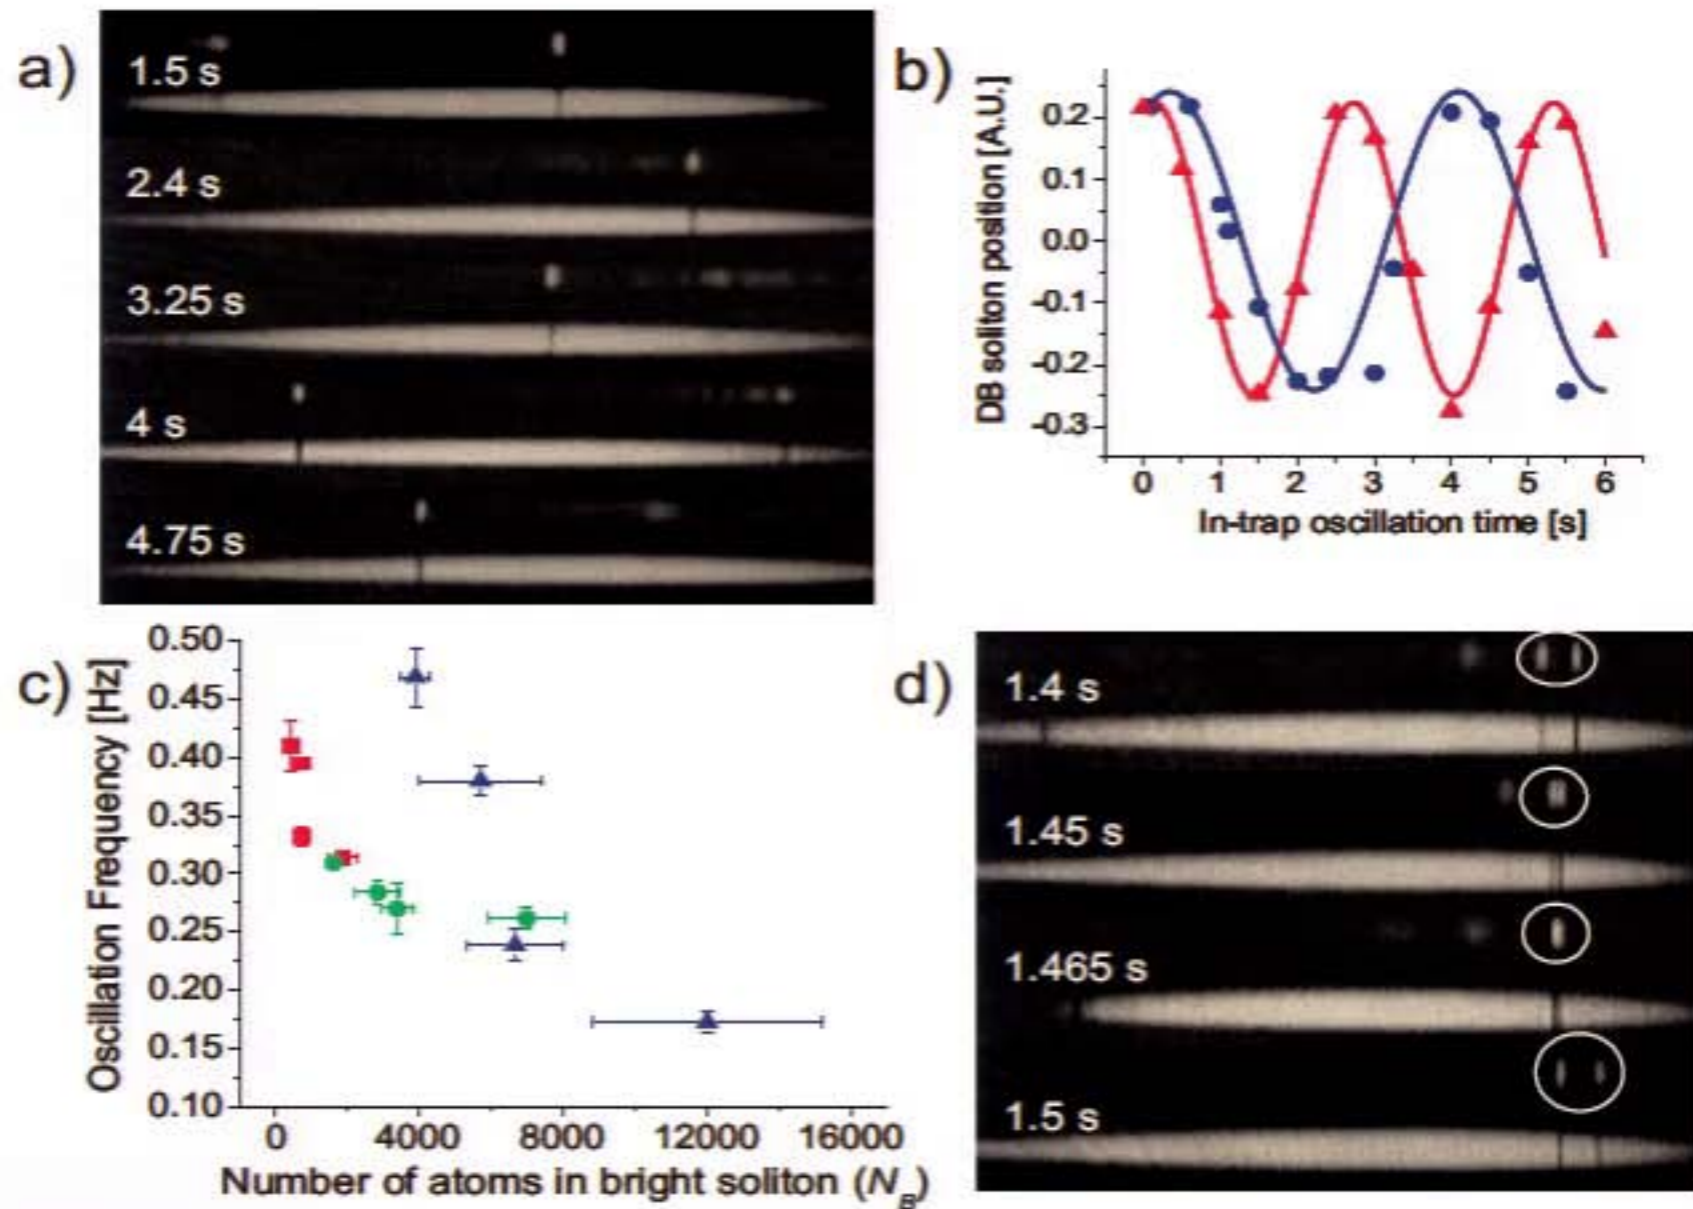 a)
1.5 s
2.4 s
3.25 s
4 s
4.75 s
b)
DB soliton position [A.U.]
0.2
0.1
0.0
-0.1
-0.2
-0.3
0 1 2 3 4 5 6
In-trap oscillation time [s]
c)
Oscillation Frequency [Hz]
0.50
0.45
0.40
0.35
0.30
0.25
0.20
0.15
0.10
0 4000 8000 12000 16000
Number of atoms in bright soliton (N_B)
d)
1.4 s
1.45 s
1.465 s
1.5 s